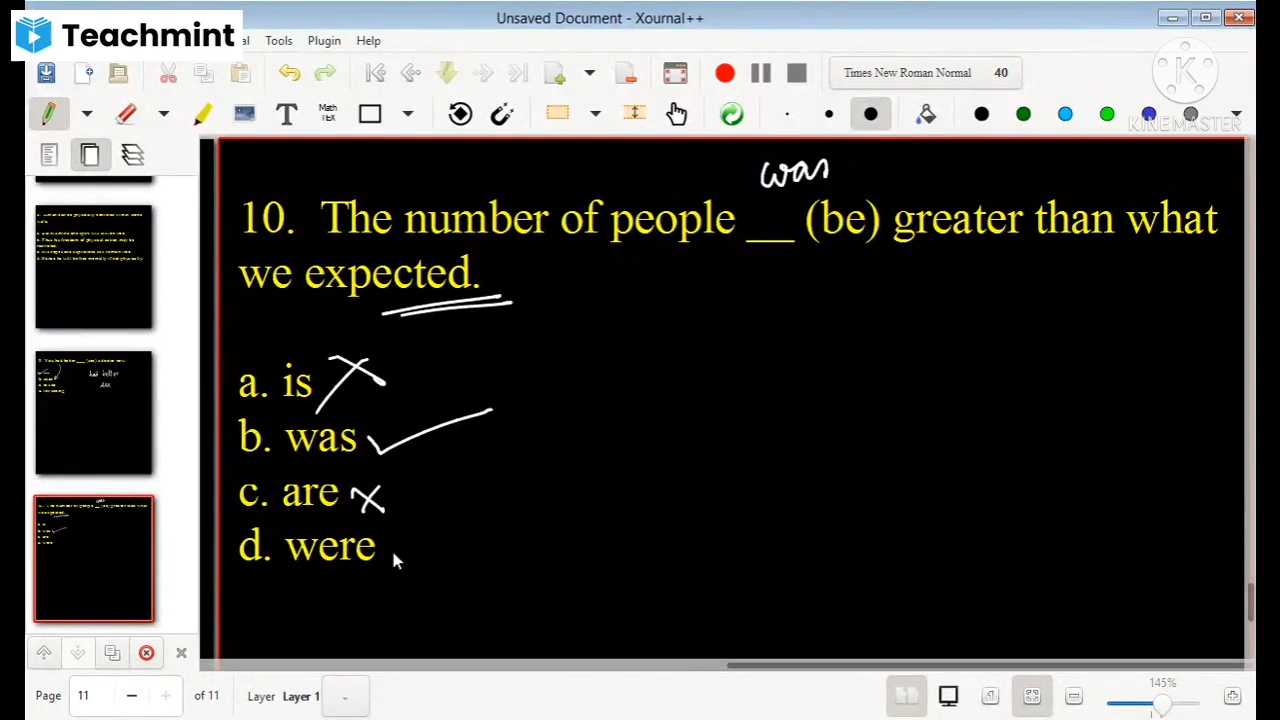 Unsaved Document - Xournal++
Teachmint
Tools Plugin Help
Times New Roman Normal 40
KINEMASTER
was
10. The number of people __ (be) greater than what
we expected.
a. is
b. was
c. are
d. were
145%
Page 11 of 11 Layer Layer 1